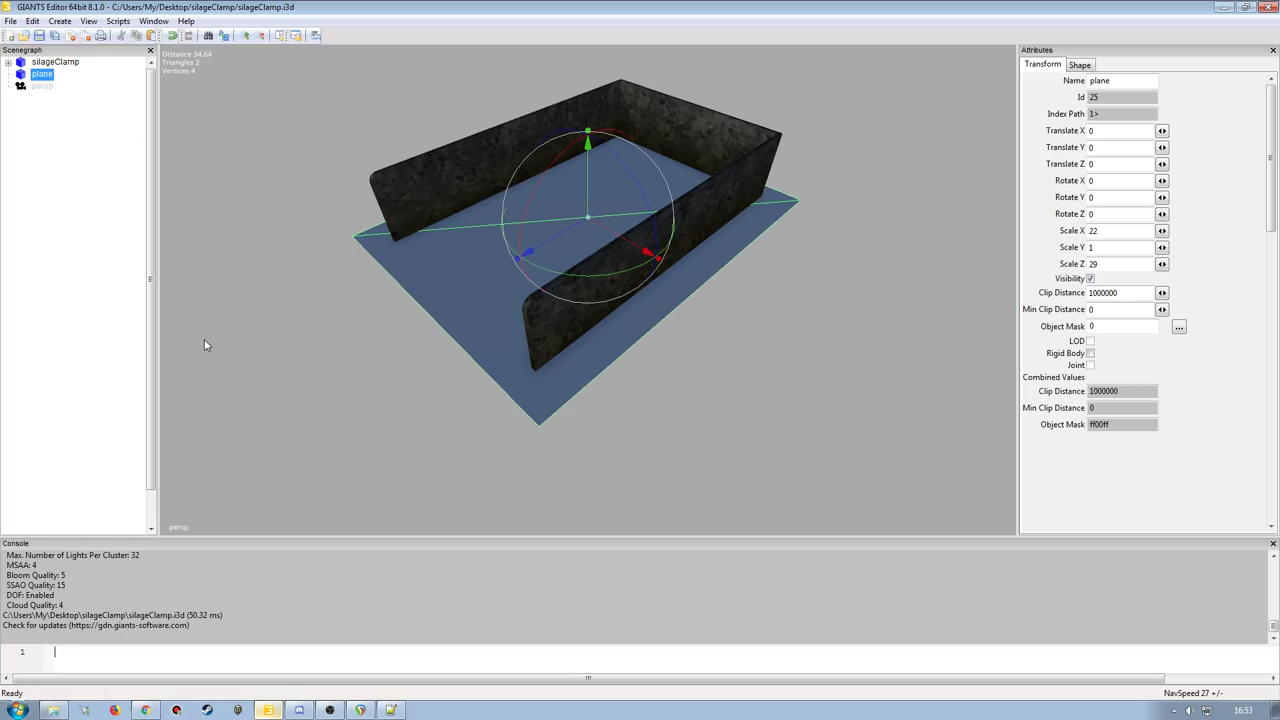 GIANTS Editor 64bit 8.1.0 - C:/Users/My/Desktop/silageClamp/silageClamp.i3d
File Edit Create View Scripts Window Help
Scenegraph
silageClamp
plane
persp
Distance 34.64
Triangles 2
Vertices 4
persp
Attributes
Transform Shape
Name plane
Id 25
Index Path 1>
Translate X 0
Translate Y 0
Translate Z 0
Rotate X 0
Rotate Y 0
Rotate Z 0
Scale X 22
Scale Y 1
Scale Z 29
Visibility
Clip Distance 1000000
Min Clip Distance 0
Object Mask 0 ...
LOD
Rigid Body
Joint
Combined Values
Clip Distance 1000000
Min Clip Distance 0
Object Mask ff00ff
Console
Max. Number of Lights Per Cluster: 32
MSAA: 4
Bloom Quality: 5
SSAO Quality: 15
DOF: Enabled
Cloud Quality: 4
C:\Users\My\Desktop\silageClamp\silageClamp.i3d (50.32 ms)
Check for updates (https://gdn.giants-software.com)
1
Ready
NavSpeed 27 +/-
16:53